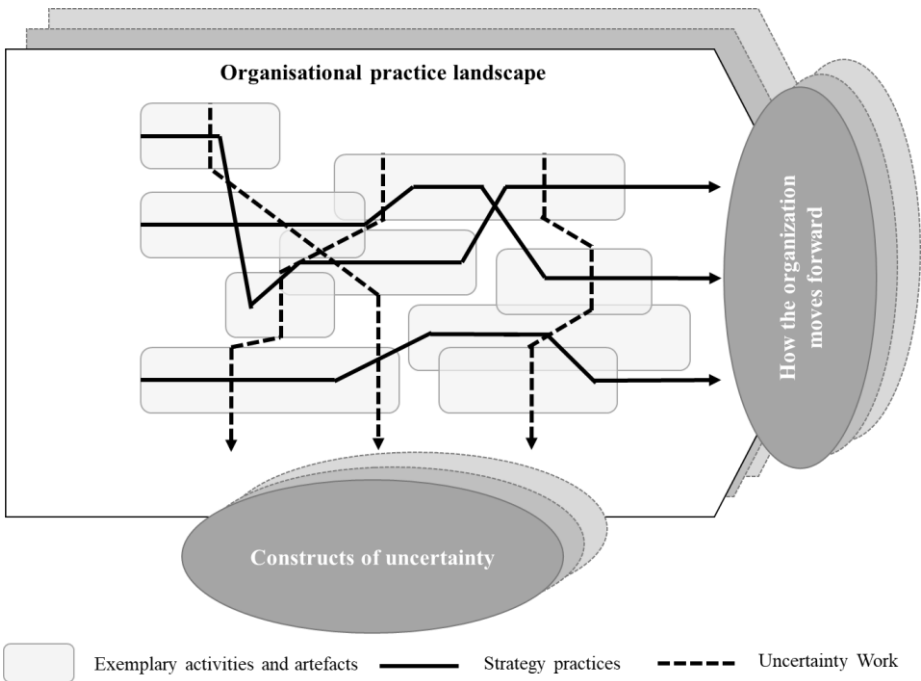 Organisational practice landscape
How the organization
moves forward
Constructs of uncertainty
Exemplary activities and artefacts
Strategy practices
Uncertainty Work